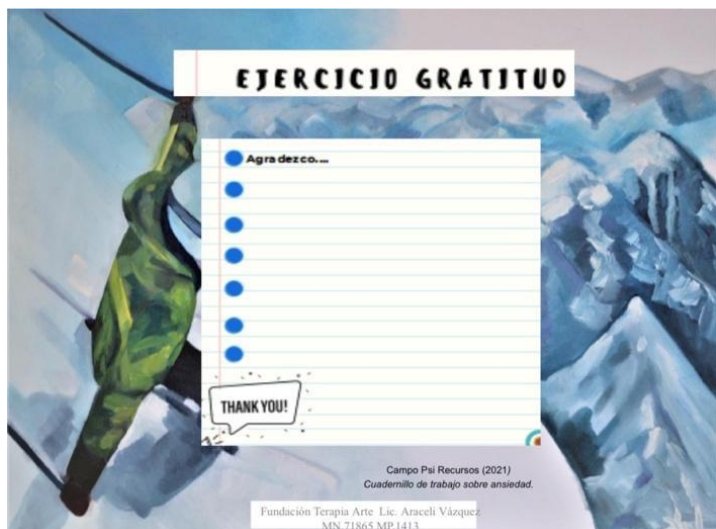 EJERCICIO GRATITUD
Agradezco....
THANK YOU!
Campo Psi Recursos (2021)
Cuadernillo de trabajo sobre ansiedad.
Fundación Terapia Arte Lic. Araceli Vázquez
MN 71865 MP 1413